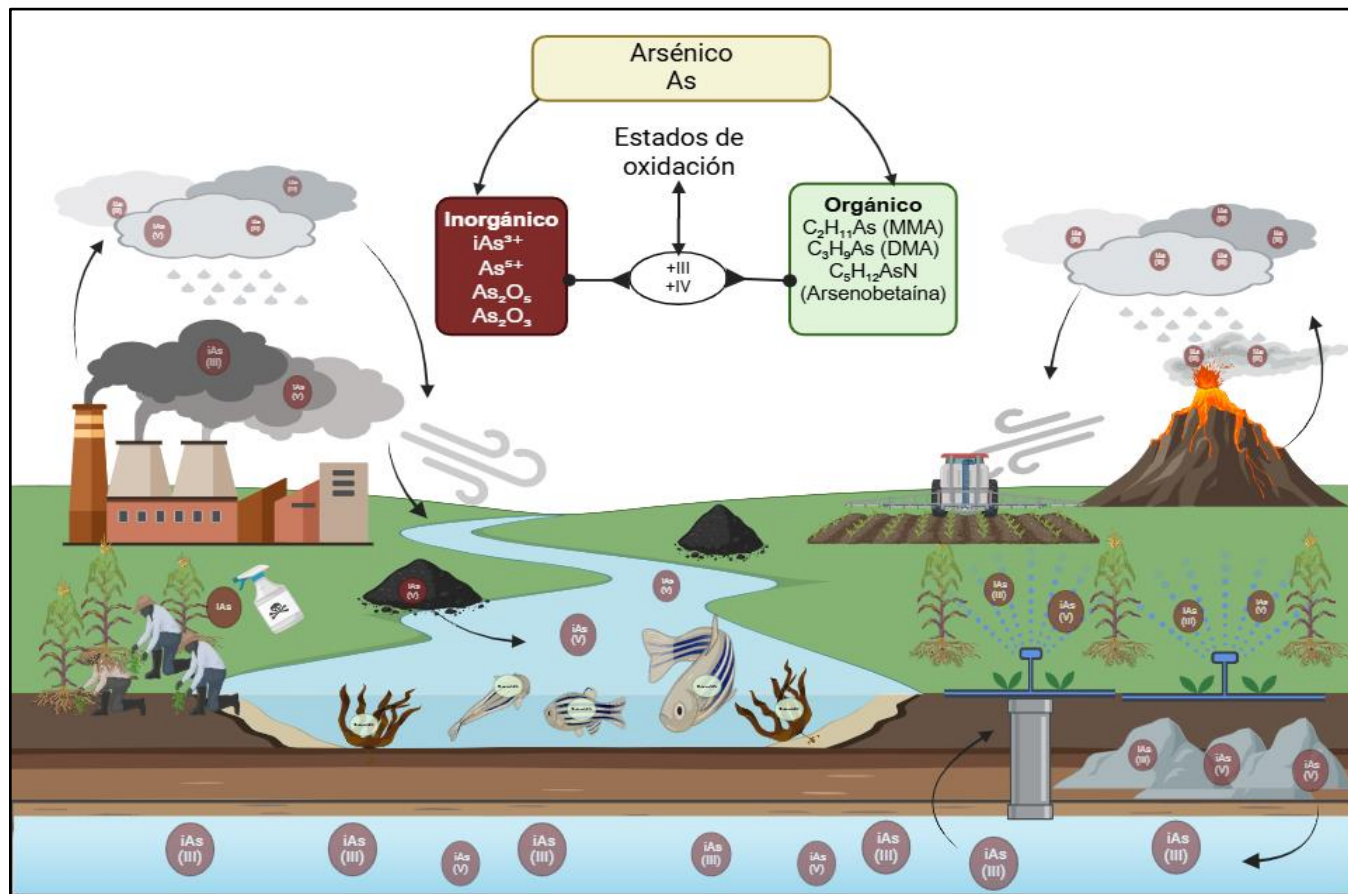 Arsénico
As
Estados de
oxidación
Inorgánico
iAs³⁺
As⁵⁺
As₂O₅
As₂O₃
+III
+IV
Orgánico
C₂H₁₁As (MMA)
C₃H₉As (DMA)
C₅H₁₂AsN
(Arsenobetaína)
iAs
(V)
iAs
(III)
iAs
(V)
iAs
(V)
iAs
(V)
iAs
(V)
iAs
iAs
(III)
iAs
(V)
iAs
(III)
iAs
(V)
iAs
(III)
iAs
(V)
iAs
(V)
iAs
(III)
iAs
(III)
iAs
(V)
iAs
(III)
iAs
(III)
iAs
(V)
iAs
(III)
iAs
(III)
iAs
(III)